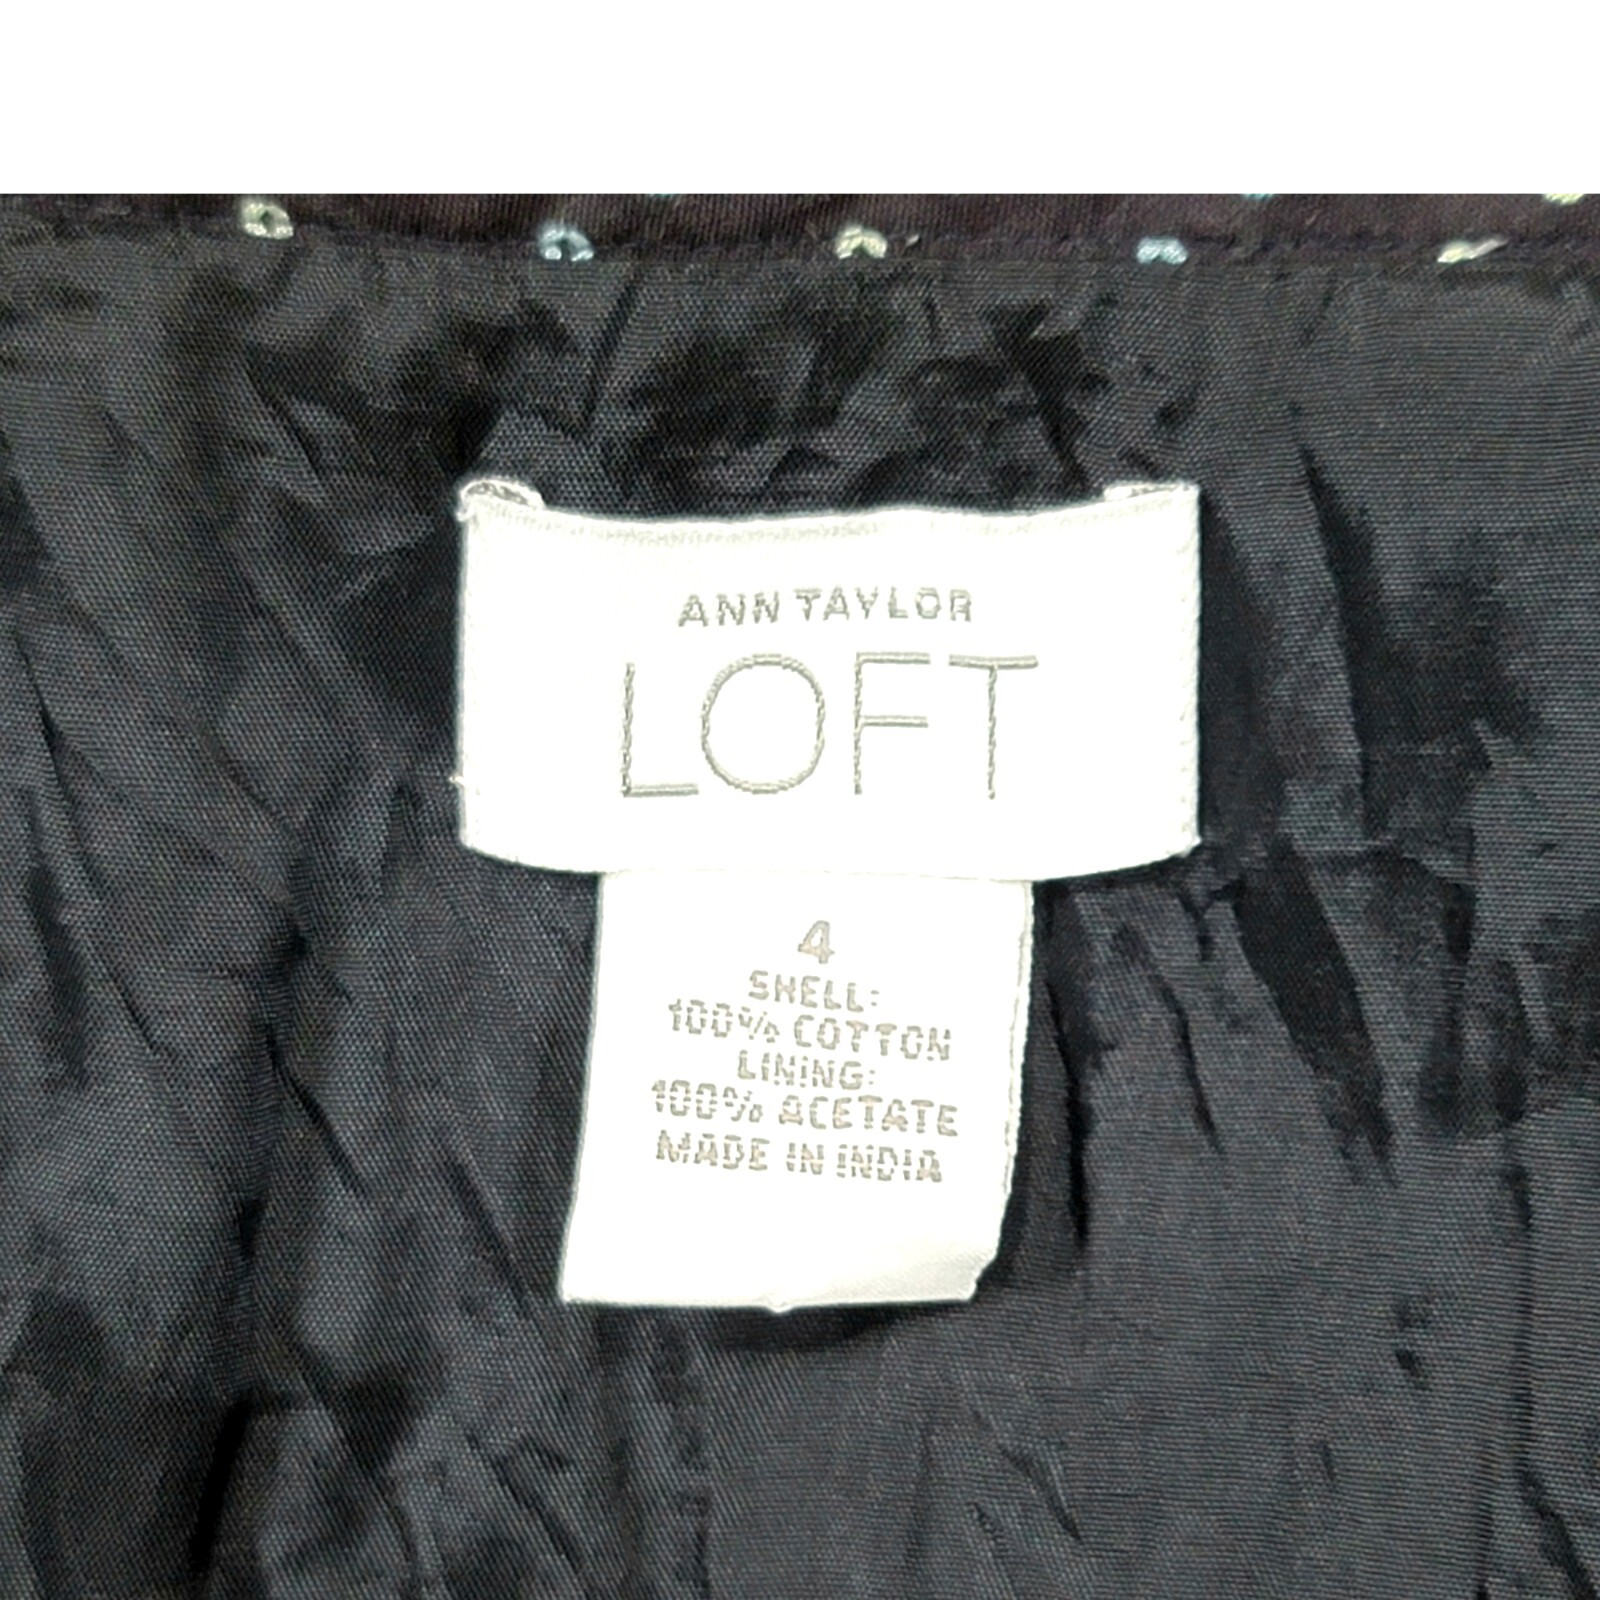 ANN TAYLOR
LOFT
4
SHELL:
100% COTTON
LINING:
100% ACETATE
MADE IN INDIA